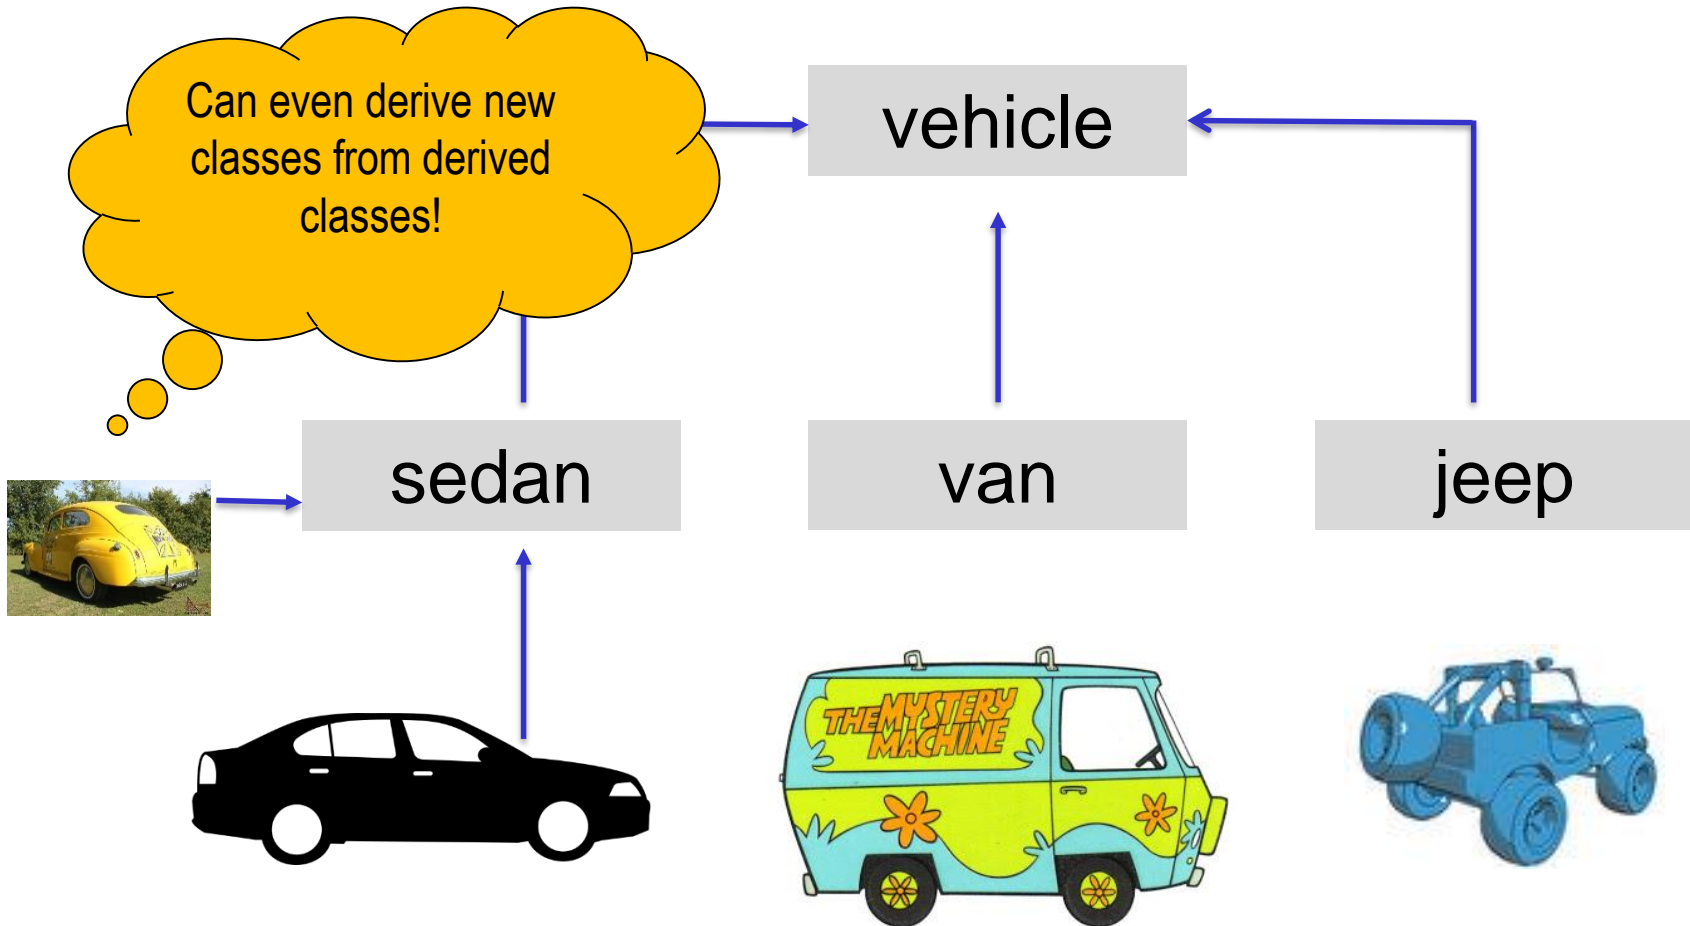 Can even derive new
classes from derived
classes!
vehicle
sedan
van
jeep
THE MYSTERY
MACHINE